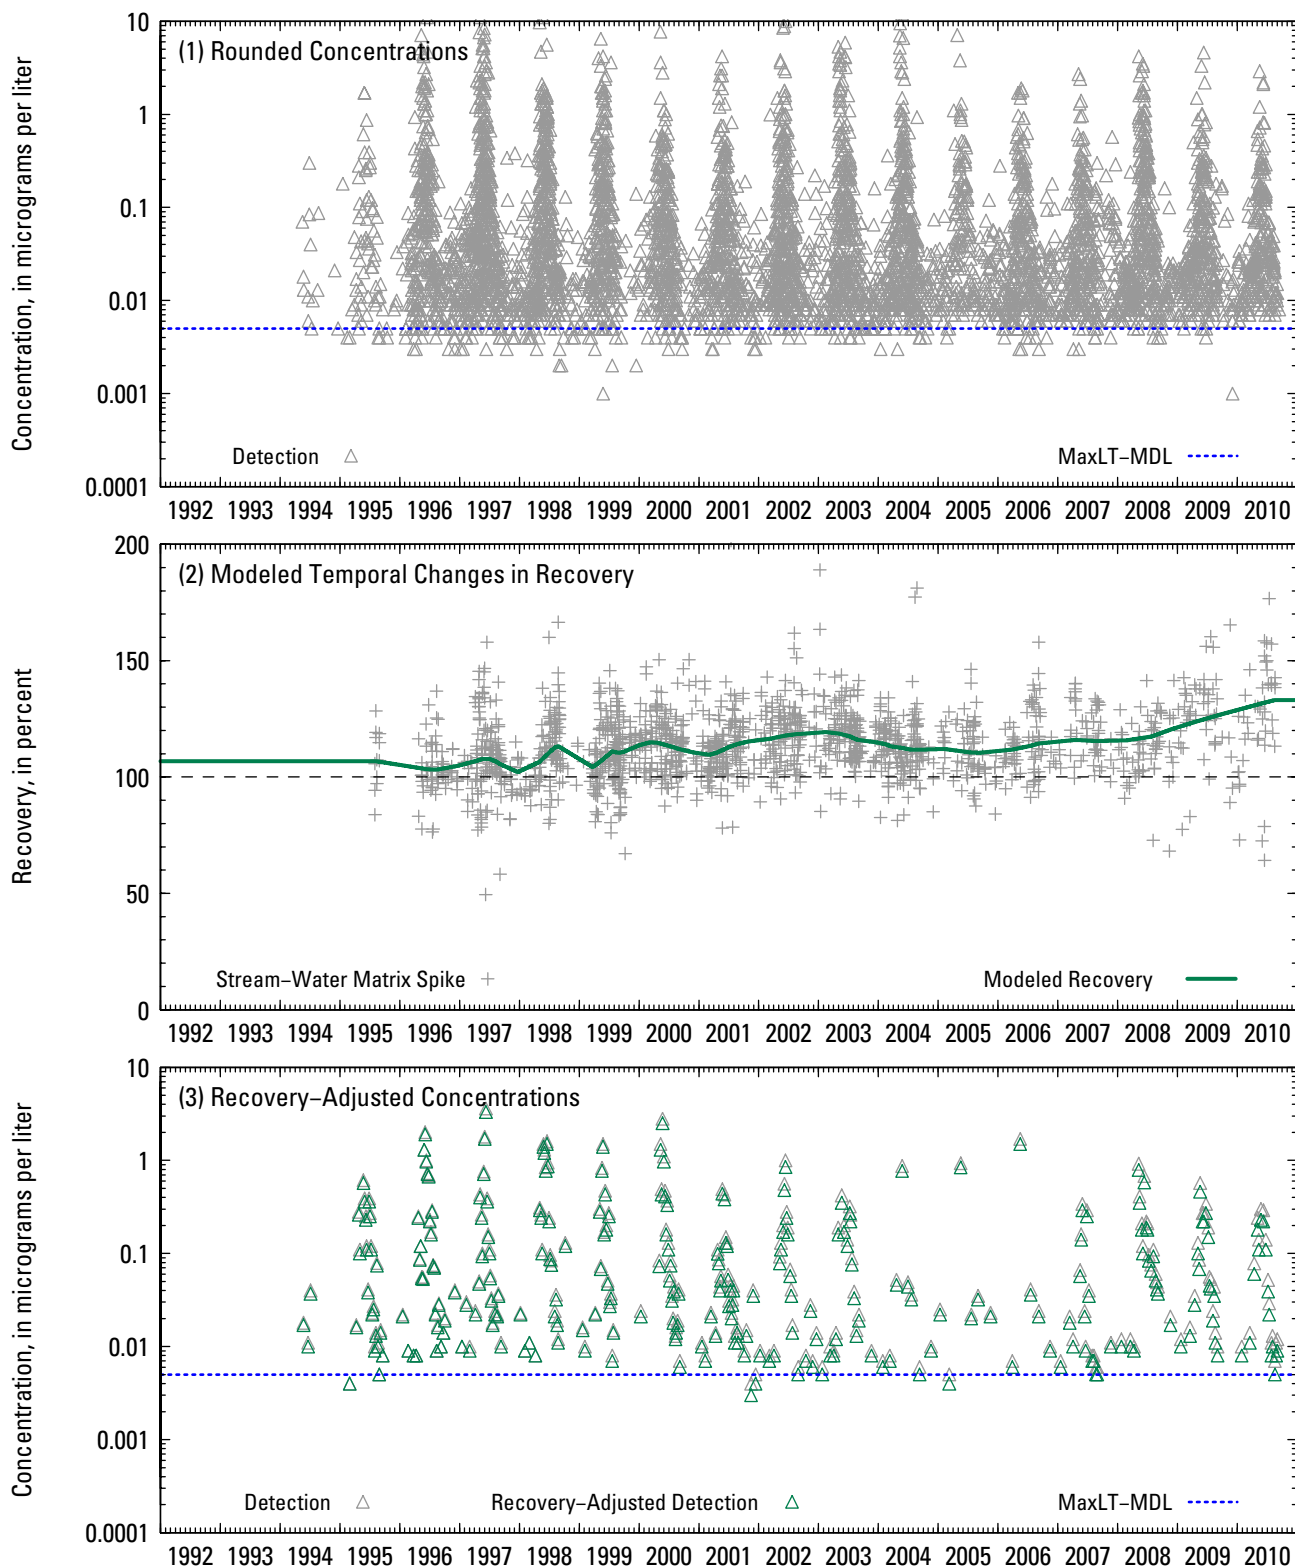 Concentration, in micrograms per liter
(1) Rounded Concentrations
10
1
0.1
0.01
0.001
0.0001
Detection
MaxLT–MDL
1992 1993 1994 1995 1996 1997 1998 1999 2000 2001 2002 2003 2004 2005 2006 2007 2008 2009 2010
Recovery, in percent
(2) Modeled Temporal Changes in Recovery
200
150
100
50
0
Stream–Water Matrix Spike
Modeled Recovery
1992 1993 1994 1995 1996 1997 1998 1999 2000 2001 2002 2003 2004 2005 2006 2007 2008 2009 2010
Concentration, in micrograms per liter
(3) Recovery–Adjusted Concentrations
10
1
0.1
0.01
0.001
0.0001
Detection
Recovery–Adjusted Detection
MaxLT–MDL
1992 1993 1994 1995 1996 1997 1998 1999 2000 2001 2002 2003 2004 2005 2006 2007 2008 2009 2010